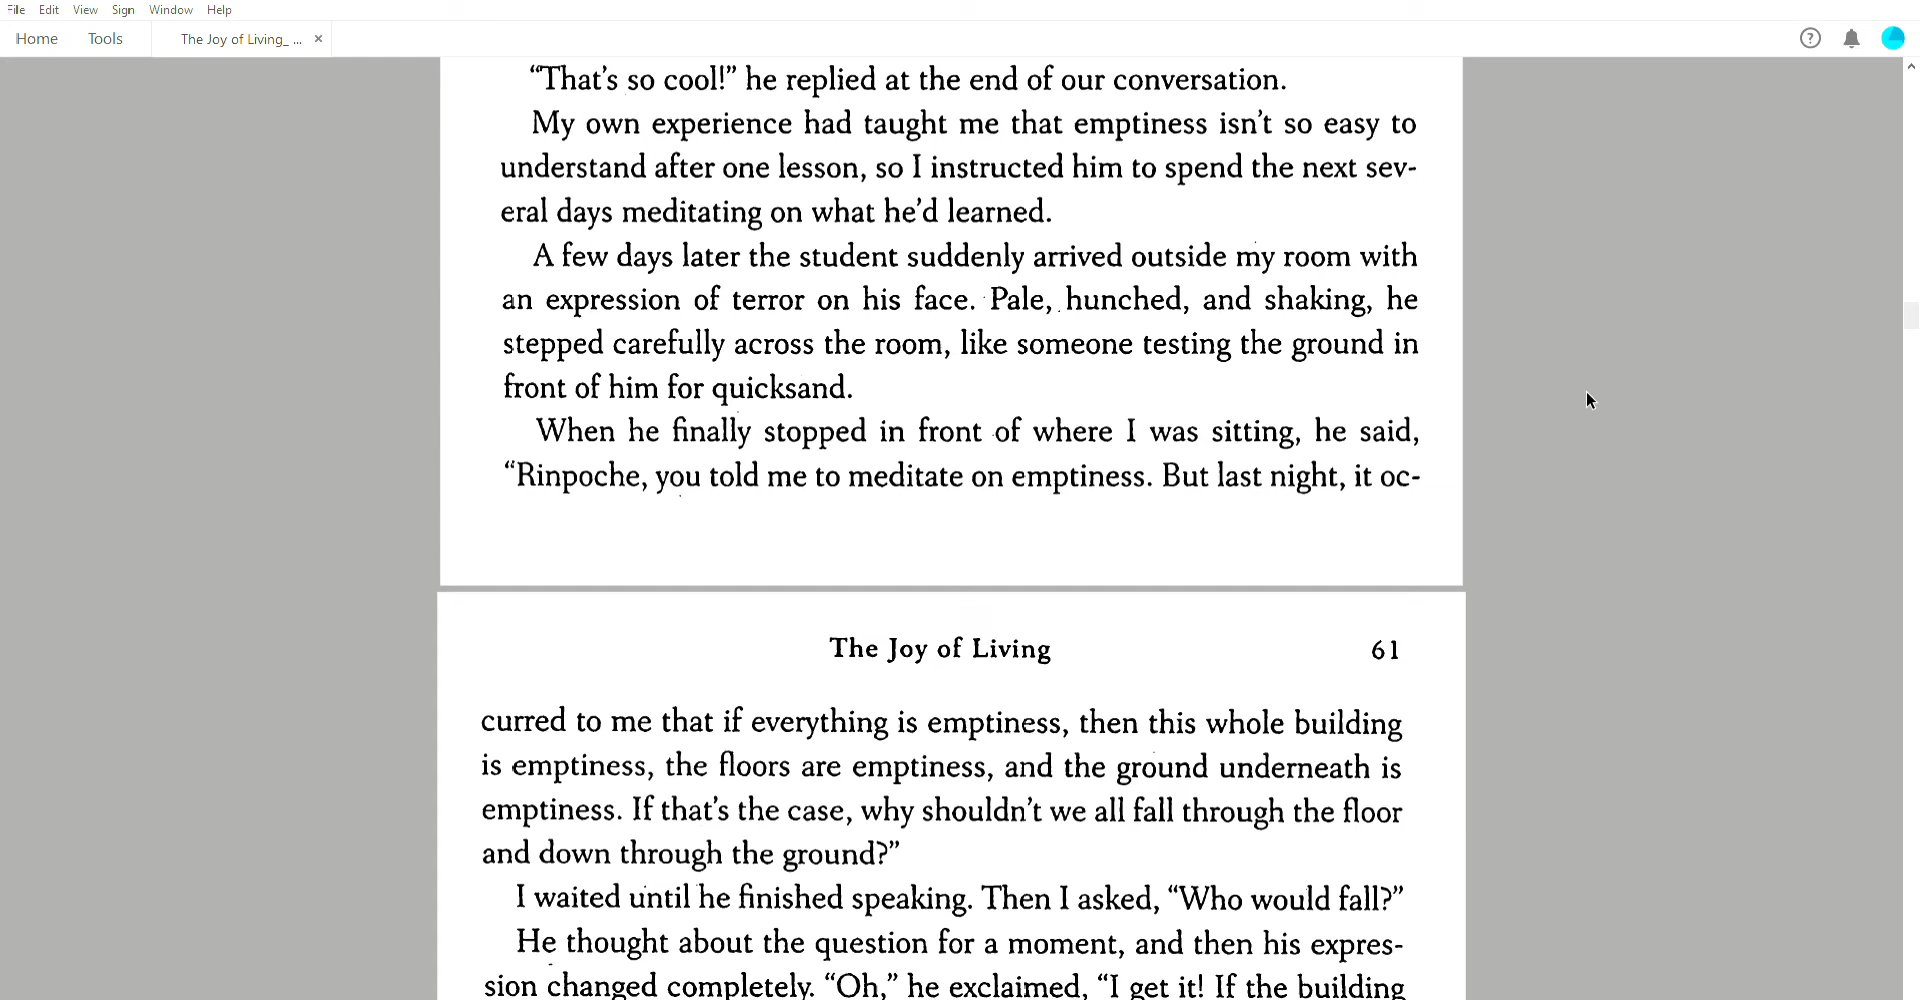 File Edit View Sign Window Help
Home Tools The Joy of Living_ ... ×
“That’s so cool!” he replied at the end of our conversation.
My own experience had taught me that emptiness isn’t so easy to
understand after one lesson, so I instructed him to spend the next sev-
eral days meditating on what he’d learned.
A few days later the student suddenly arrived outside my room with
an expression of terror on his face. Pale, hunched, and shaking, he
stepped carefully across the room, like someone testing the ground in
front of him for quicksand.
When he finally stopped in front of where I was sitting, he said,
“Rinpoche, you told me to meditate on emptiness. But last night, it oc-
The Joy of Living 61
curred to me that if everything is emptiness, then this whole building
is emptiness, the floors are emptiness, and the ground underneath is
emptiness. If that’s the case, why shouldn’t we all fall through the floor
and down through the ground?”
I waited until he finished speaking. Then I asked, “Who would fall?”
He thought about the question for a moment, and then his expres-
sion changed completely. “Oh,” he exclaimed, “I get it! If the building